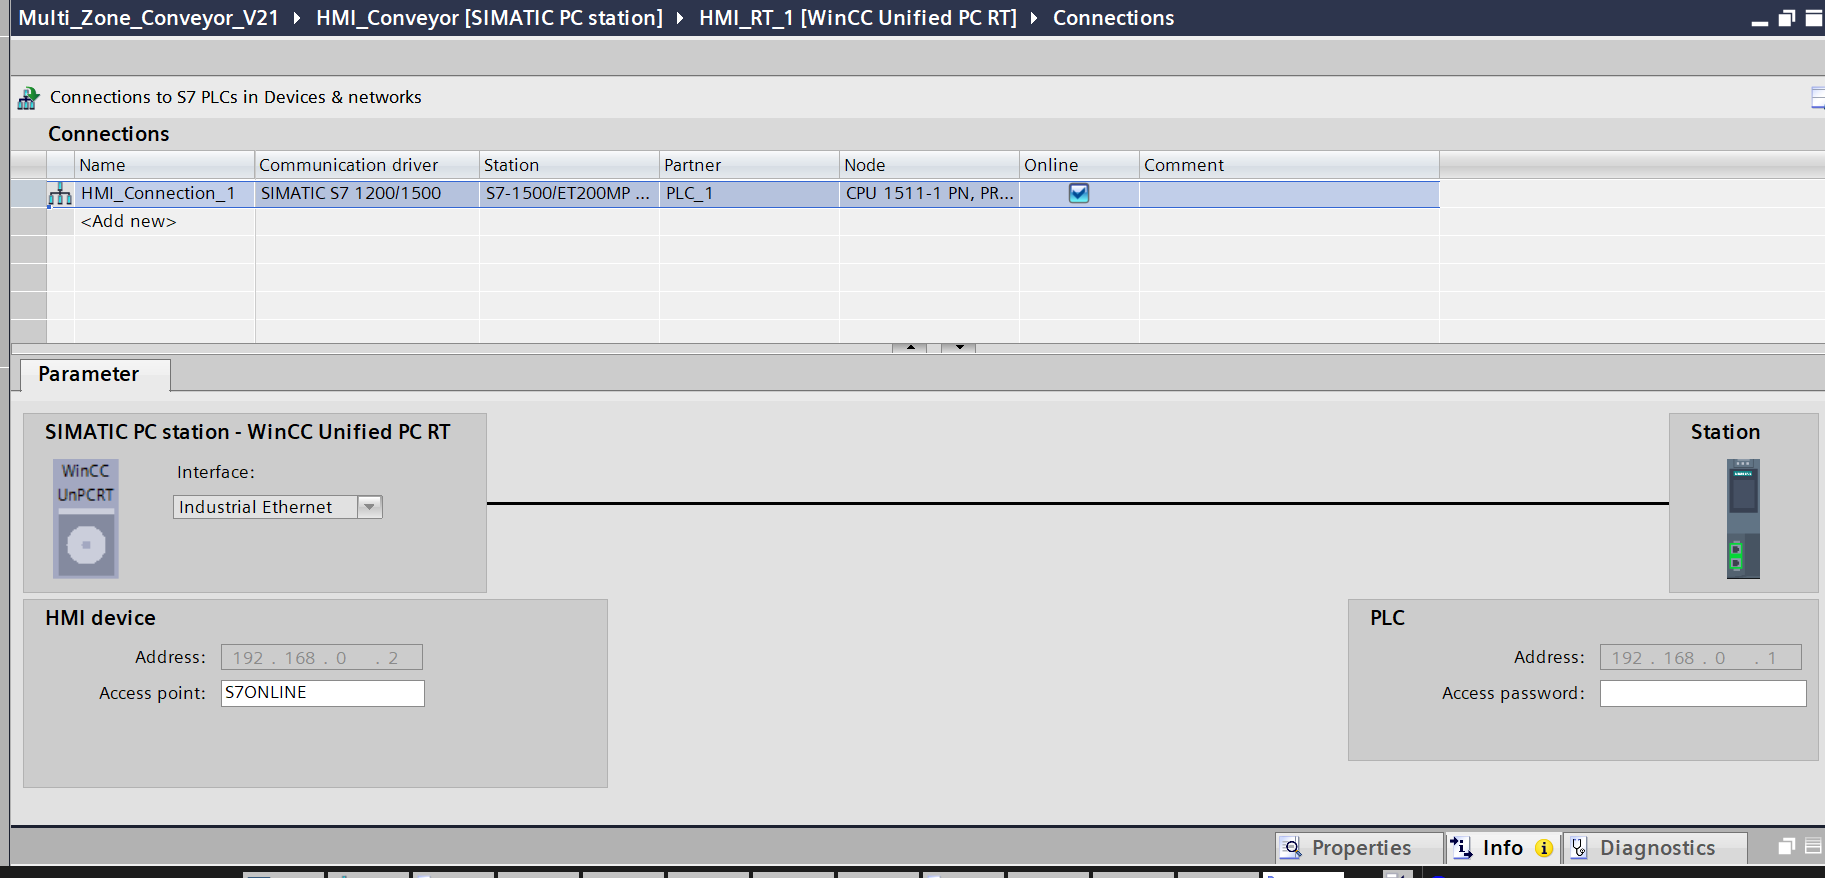 Multi_Zone_Conveyor_V21 ▸ HMI_Conveyor [SIMATIC PC station] ▸ HMI_RT_1 [WinCC Unified PC RT] ▸ Connections
Connections to S7 PLCs in Devices & networks
Connections
Name Communication driver Station Partner Node Online Comment
HMI_Connection_1 SIMATIC S7 1200/1500 S7-1500/ET200MP ... PLC_1 CPU 1511-1 PN, PR...
<Add new>
Parameter
SIMATIC PC station - WinCC Unified PC RT
WinCC
UnPCRT
Interface:
Industrial Ethernet
Station
HMI device
Address: 192 . 168 . 0 . 2
Access point: S7ONLINE
PLC
Address: 192 . 168 . 0 . 1
Access password:
Properties Info Diagnostics